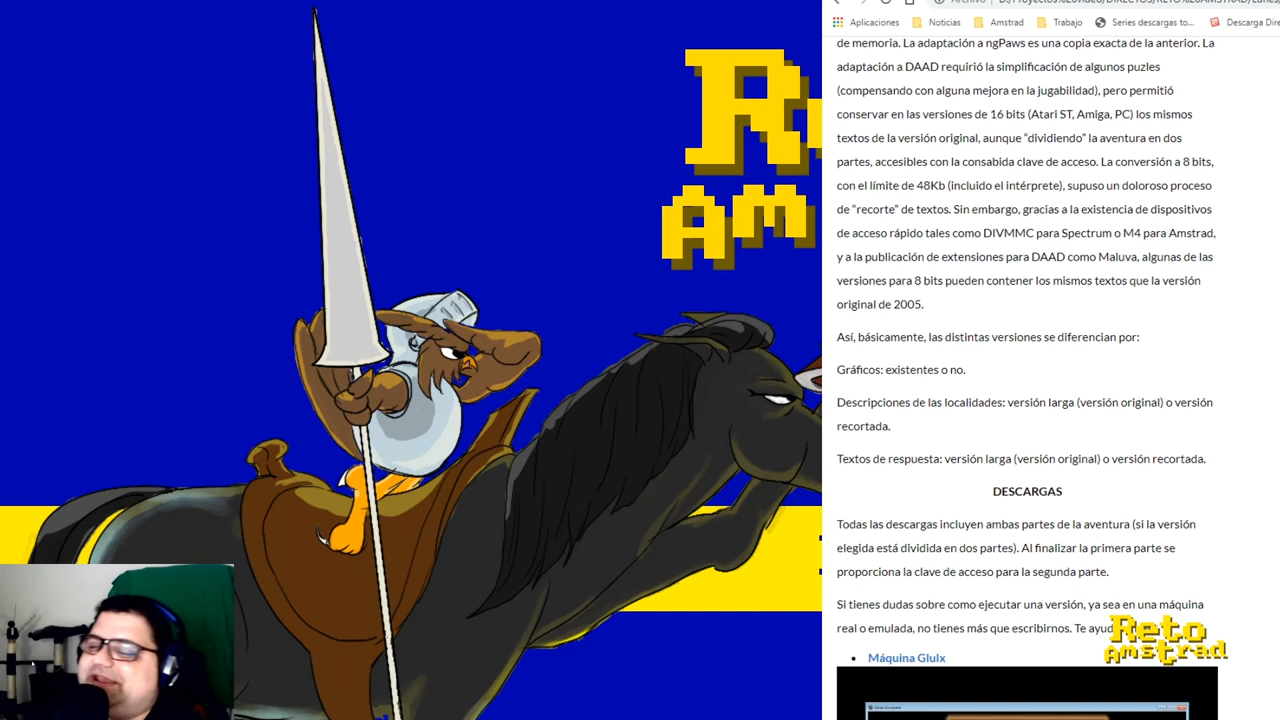 R
Am
Aplicaciones Noticias Amstrad Trabajo Series descargas to... Descarga Dire
de memoria. La adaptación a ngPaws es una copia exacta de la anterior. La
adaptación a DAAD requirió la simplificación de algunos puzles
(compensando con alguna mejora en la jugabilidad), pero permitió
conservar en las versiones de 16 bits (Atari ST, Amiga, PC) los mismos
textos de la versión original, aunque “dividiendo” la aventura en dos
partes, accesibles con la consabida clave de acceso. La conversión a 8 bits,
con el límite de 48Kb (incluido el intérprete), supuso un doloroso proceso
de “recorte” de textos. Sin embargo, gracias a la existencia de dispositivos
de acceso rápido tales como DIVMMC para Spectrum o M4 para Amstrad,
y a la publicación de extensiones para DAAD como Maluva, algunas de las
versiones para 8 bits pueden contener los mismos textos que la versión
original de 2005.
Así, básicamente, las distintas versiones se diferencian por:
Gráficos: existentes o no.
Descripciones de las localidades: versión larga (versión original) o versión
recortada.
Textos de respuesta: versión larga (versión original) o versión recortada.
DESCARGAS
Todas las descargas incluyen ambas partes de la aventura (si la versión
elegida está dividida en dos partes). Al finalizar la primera parte se
proporciona la clave de acceso para la segunda parte.
Si tienes dudas sobre como ejecutar una versión, ya sea en una máquina
real o emulada, no tienes más que escribirnos. Te ayud
Reto
Amstrad
• Máquina Glulx